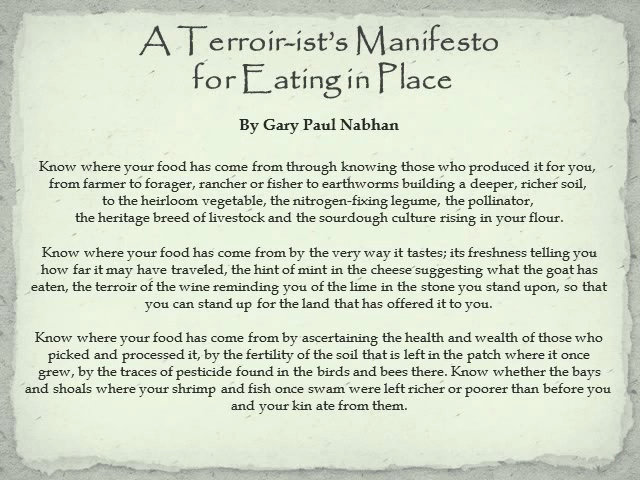 A Terroir-ist's Manifesto
for Eating in Place
By Gary Paul Nabhan
Know where your food has come from through knowing those who produced it for you,
from farmer to forager, rancher or fisher to earthworms building a deeper, richer soil,
to the heirloom vegetable, the nitrogen-fixing legume, the pollinator,
the heritage breed of livestock and the sourdough culture rising in your flour.
Know where your food has come from by the very way it tastes; its freshness telling you
how far it may have traveled, the hint of mint in the cheese suggesting what the goat has
eaten, the terroir of the wine reminding you of the lime in the stone you stand upon, so that
you can stand up for the land that has offered it to you.
Know where your food has come from by ascertaining the health and wealth of those who
picked and processed it, by the fertility of the soil that is left in the patch where it once
grew, by the traces of pesticide found in the birds and bees there. Know whether the bays
and shoals where your shrimp and fish once swam were left richer or poorer than before you
and your kin ate from them.